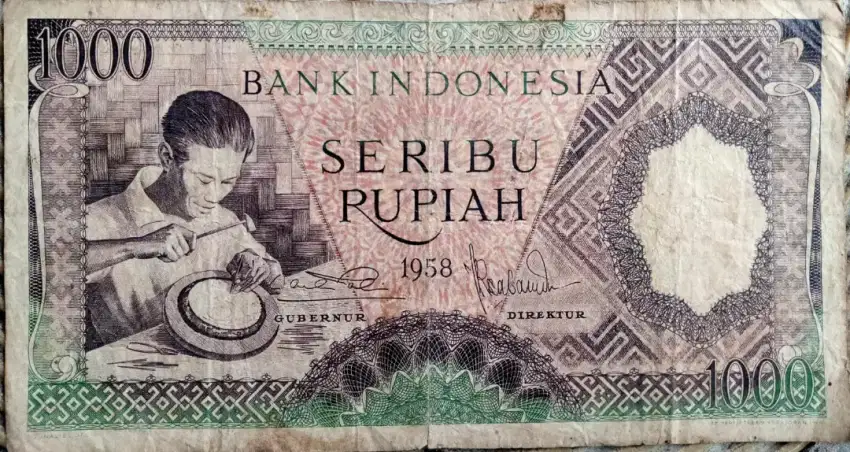 1000
BANK INDONESIA
SERIBU
RUPIAH
1958
GUBERNUR DIREKTUR
1000